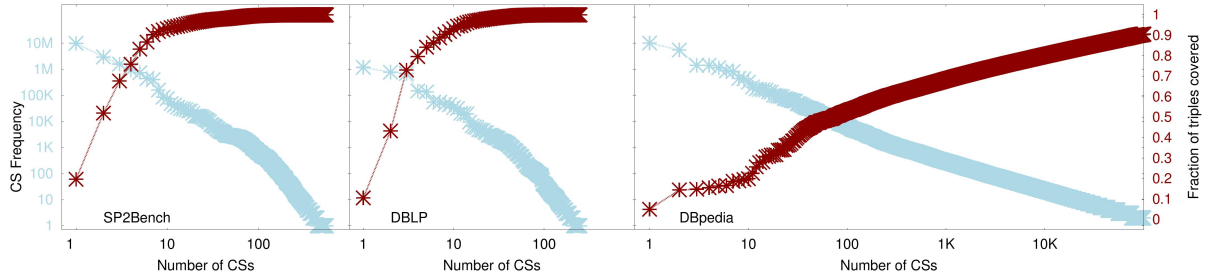 CS Frequency
10M
1M
100K
10K
1K
100
10
1
SP2Bench
1 10 100
Number of CSs
DBLP
1 10 100
Number of CSs
DBpedia
1 10 100 1K 10K
Number of CSs
1
0.9
0.8
0.7
0.6
0.5
0.4
0.3
0.2
0.1
0
Fraction of triples covered